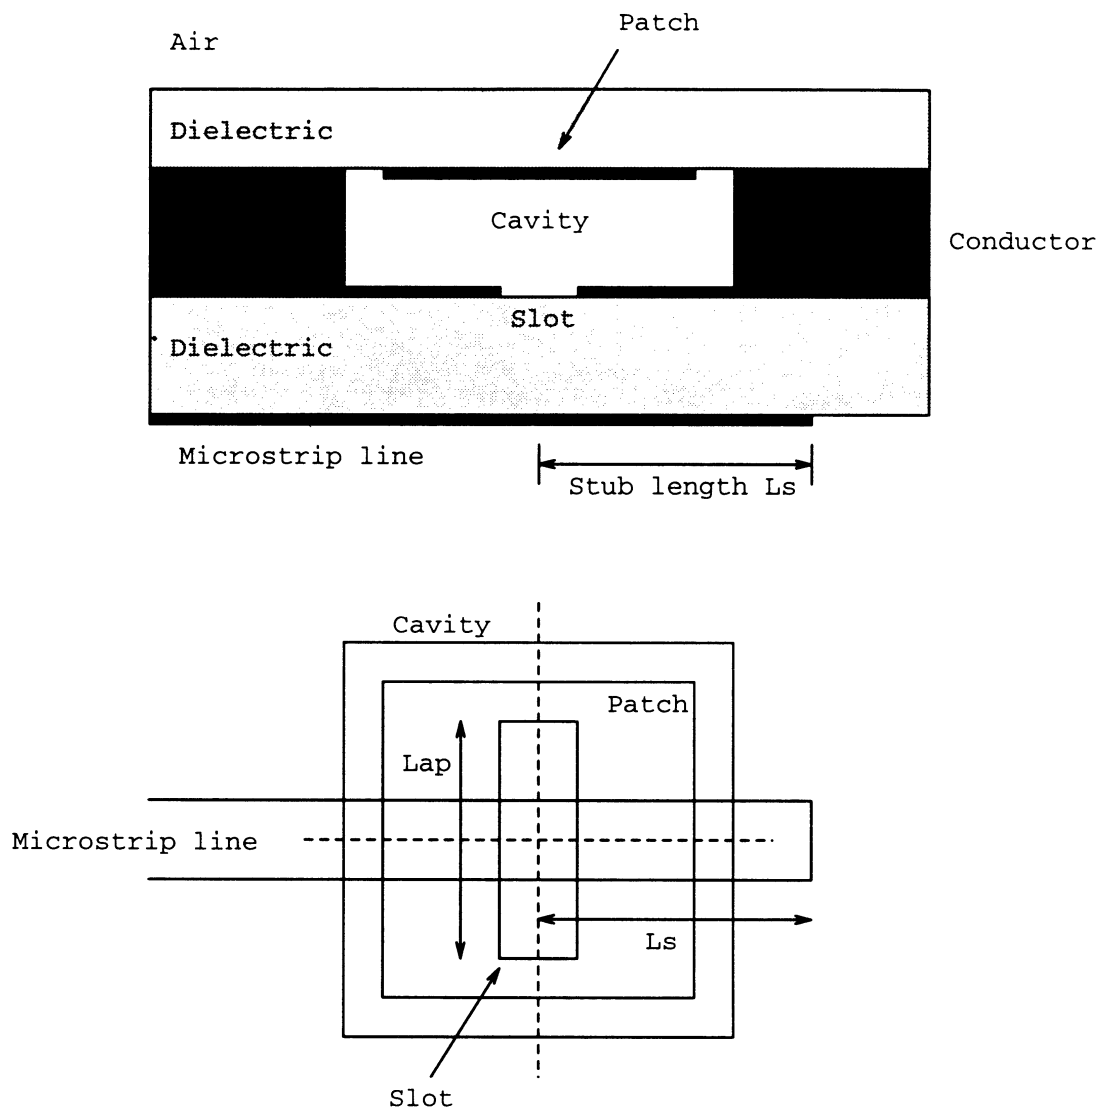 Patch
Air
Dielectric
Cavity
Conductor
Slot
Dielectric
Microstrip line
Stub length Ls
Cavity
Patch
Lap
Microstrip line
Ls
Slot